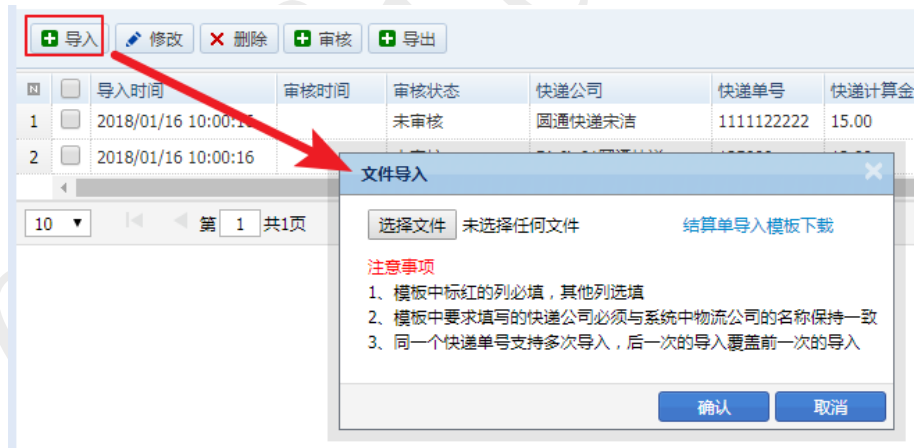 导入 修改 删除 审核 导出
导入时间 审核时间 审核状态 快递公司 快递单号 快递计算金
1 2018/01/16 10:00:16 未审核 圆通快递宋洁 1111122222 15.00
2 2018/01/16 10:00:16
文件导入
10 第 1 共1页
选择文件 未选择任何文件 结算单导入模板下载
注意事项
1、模板中标红的列必填，其他列选填
2、模板中要求填写的快递公司必须与系统中物流公司的名称保持一致
3、同一个快递单号支持多次导入，后一次的导入覆盖前一次的导入
确认 取消